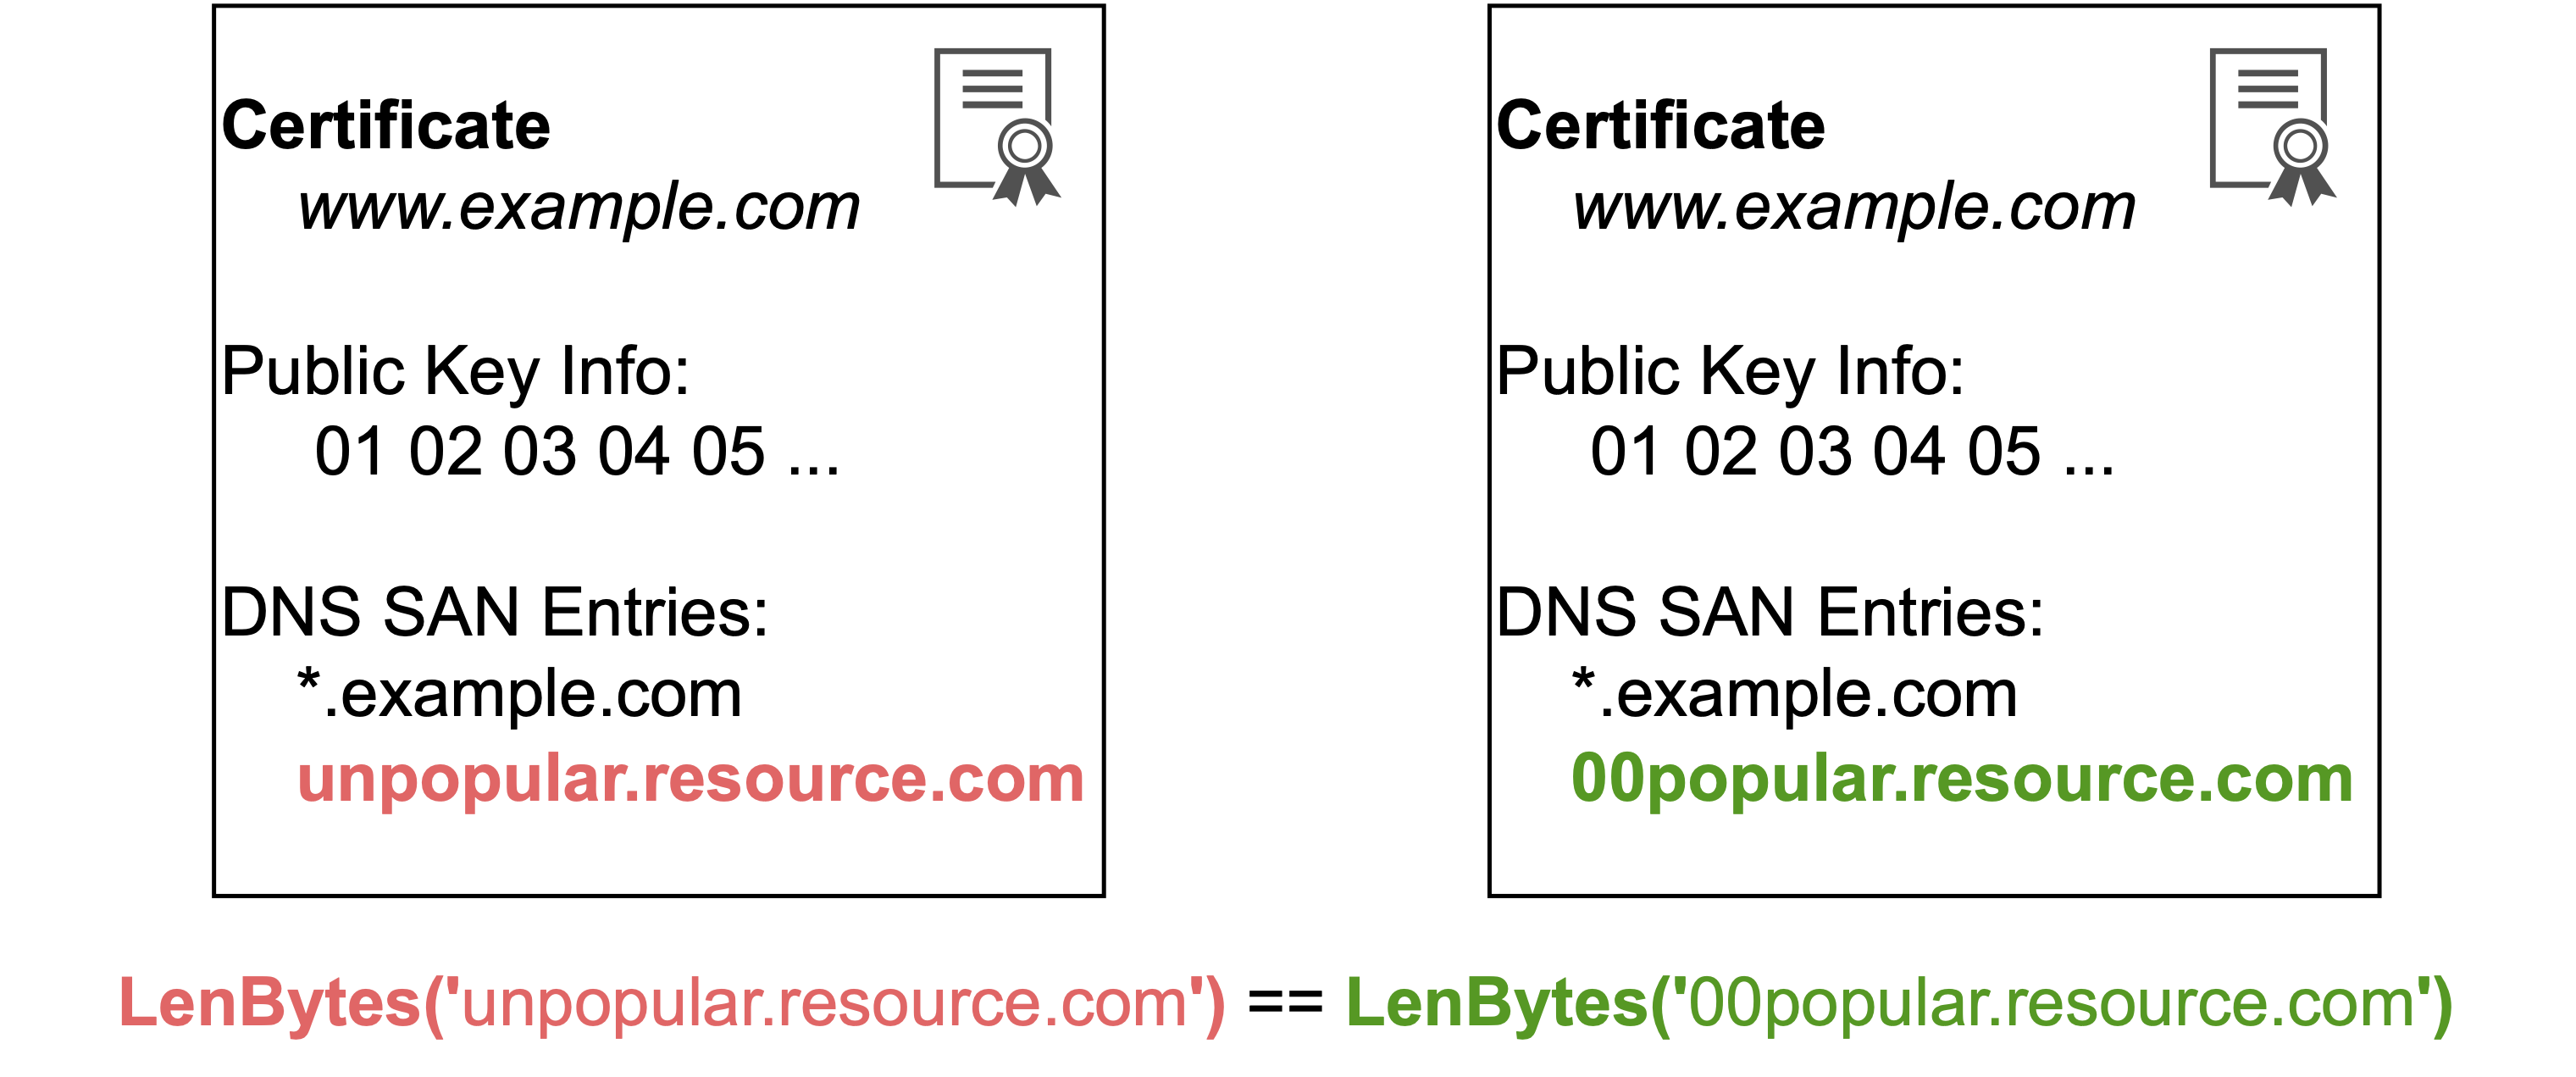 Certificate
www.example.com
Public Key Info:
01 02 03 04 05 ...
DNS SAN Entries:
*.example.com
unpopular.resource.com
Certificate
www.example.com
Public Key Info:
01 02 03 04 05 ...
DNS SAN Entries:
*.example.com
00popular.resource.com
LenBytes('unpopular.resource.com') == LenBytes('00popular.resource.com')